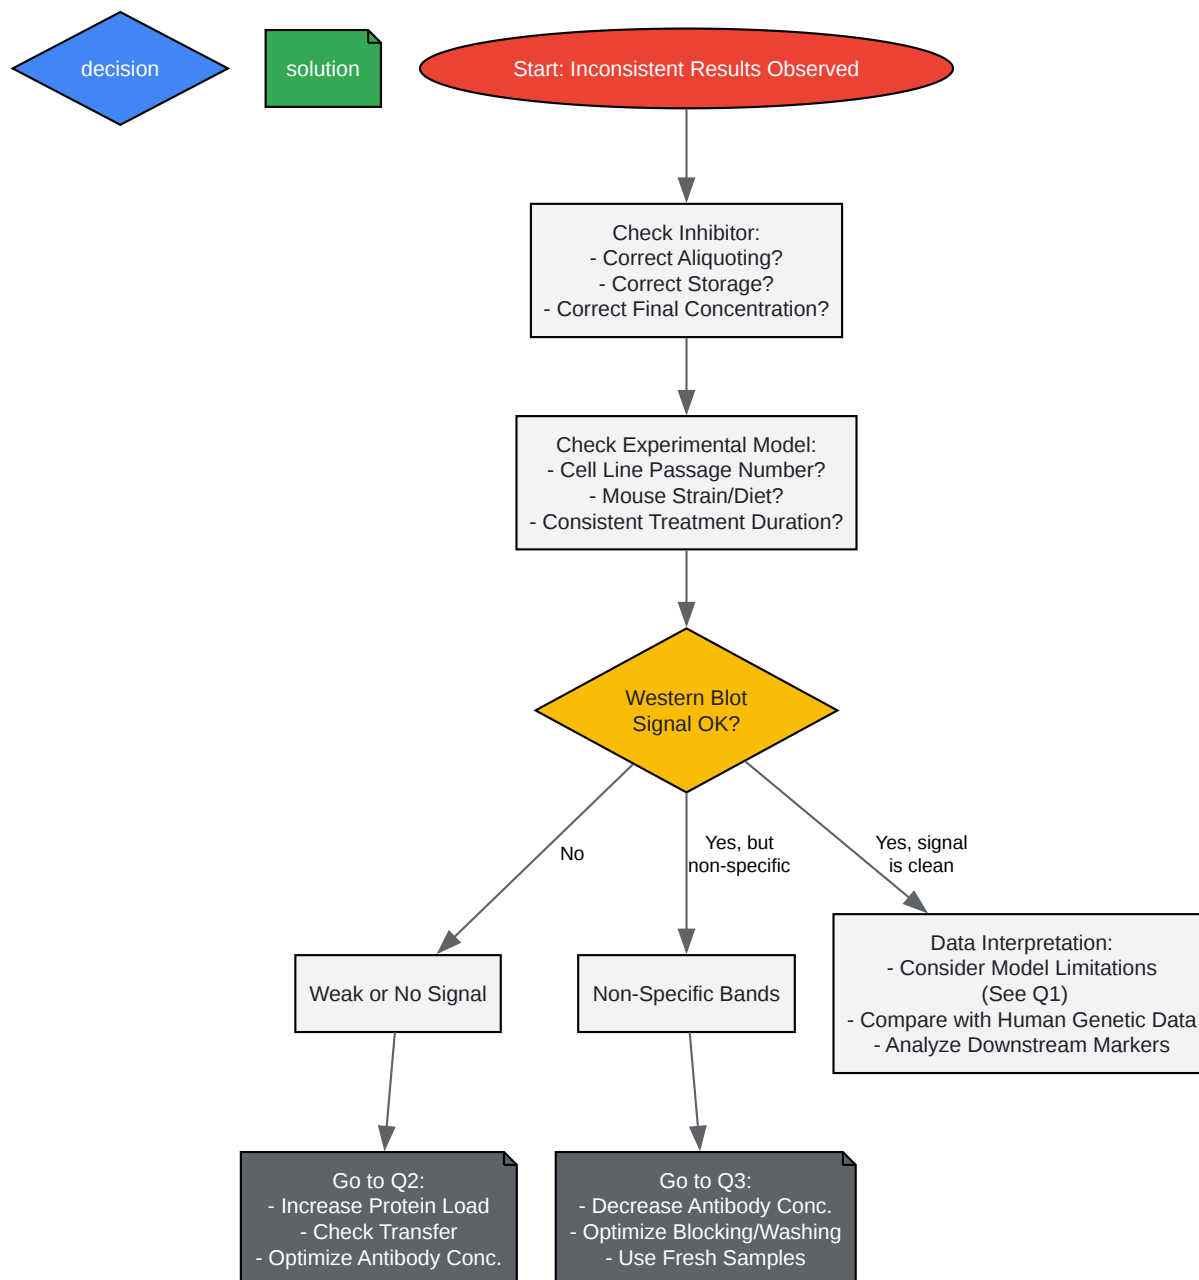 decision
solution
Start: Inconsistent Results Observed
Check Inhibitor:
- Correct Aliquoting?
- Correct Storage?
- Correct Final Concentration?
Check Experimental Model:
- Cell Line Passage Number?
- Mouse Strain/Diet?
- Consistent Treatment Duration?
Western Blot
Signal OK?
No
Yes, but
non-specific
Yes, signal
is clean
Weak or No Signal
Non-Specific Bands
Data Interpretation:
- Consider Model Limitations
(See Q1)
- Compare with Human Genetic Data
- Analyze Downstream Markers
Go to Q2:
- Increase Protein Load
- Check Transfer
- Optimize Antibody Conc.
Go to Q3:
- Decrease Antibody Conc.
- Optimize Blocking/Washing
- Use Fresh Samples